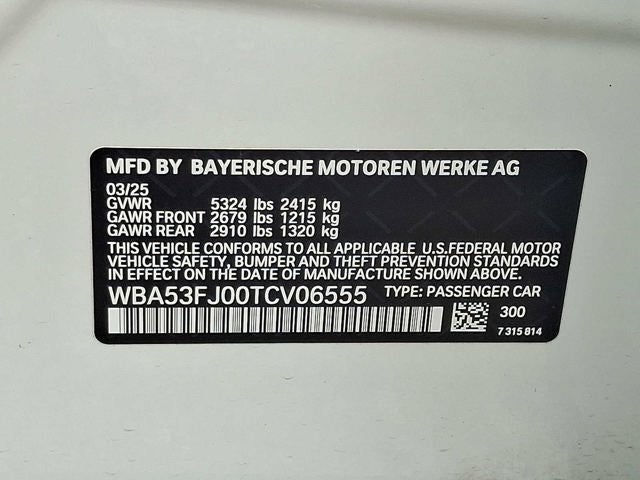 MFD BY BAYERISCHE MOTOREN WERKE AG
03/25
GVWR 5324 lbs 2415 kg
GAWR FRONT 2679 lbs 1215 kg
GAWR REAR 2910 lbs 1320 kg
THIS VEHICLE CONFORMS TO ALL APPLICABLE U.S.FEDERAL MOTOR
VEHICLE SAFETY, BUMPER AND THEFT PREVENTION STANDARDS
IN EFFECT ON THE DATE OF MANUFACTURE SHOWN ABOVE.
WBA53FJ00TCV06555 TYPE: PASSENGER CAR
300
7 315 814